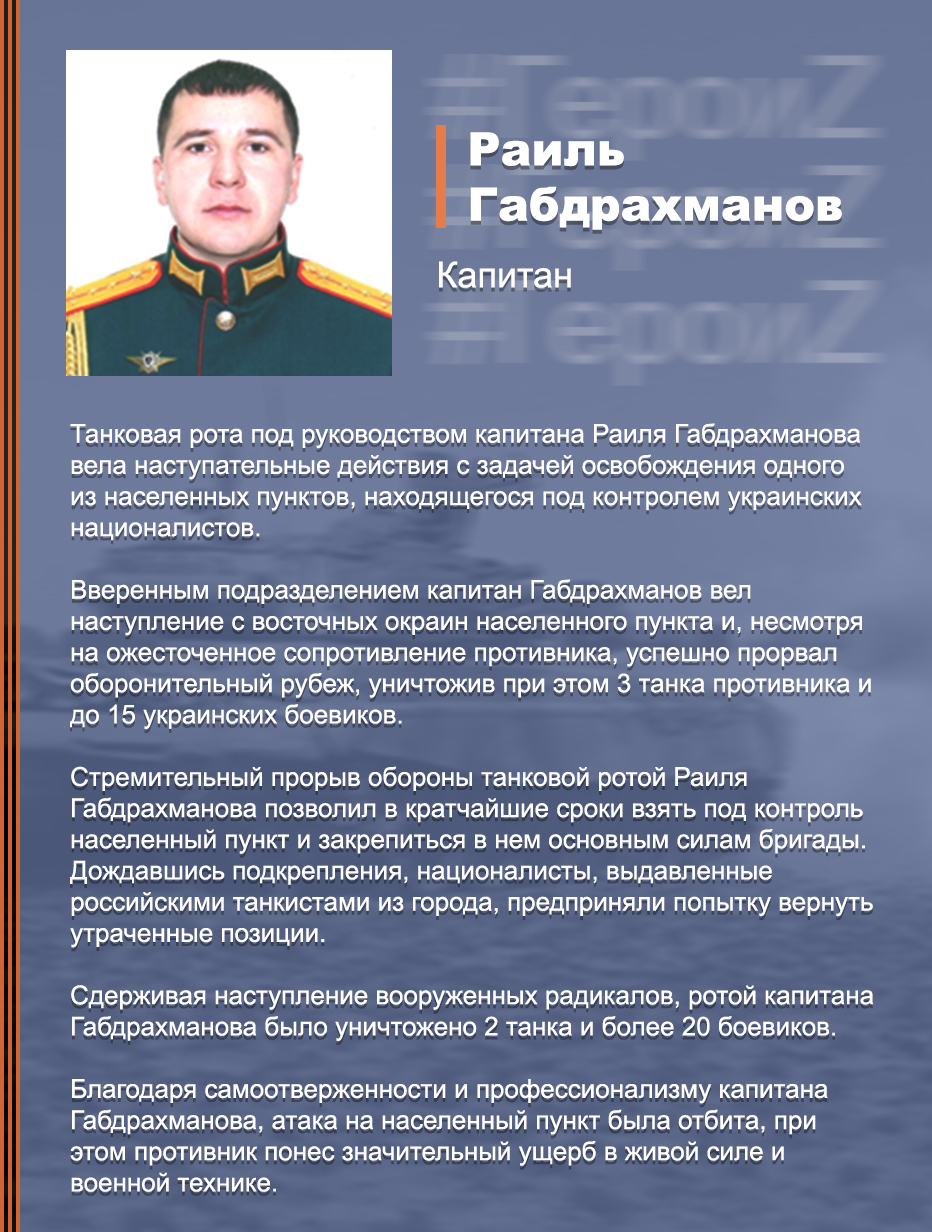 #ГероиZ
Раиль
#ГероиZ
Габдрахманов
Капитан
#ГероиZ
Танковая рота под руководством капитана Раиля Габдрахманова
вела наступательные действия с задачей освобождения одного
из населенных пунктов, находящегося под контролем украинских
националистов.
Вверенным подразделением капитан Габдрахманов вел
наступление с восточных окраин населенного пункта и, несмотря
на ожесточенное сопротивление противника, успешно прорвал
оборонительный рубеж, уничтожив при этом 3 танка противника и
до 15 украинских боевиков.
Стремительный прорыв обороны танковой ротой Раиля
Габдрахманова позволил в кратчайшие сроки взять под контроль
населенный пункт и закрепиться в нем основным силам бригады.
Дождавшись подкрепления, националисты, выдавленные
российскими танкистами из города, предприняли попытку вернуть
утраченные позиции.
Сдерживая наступление вооруженных радикалов, ротой капитана
Габдрахманова было уничтожено 2 танка и более 20 боевиков.
Благодаря самоотверженности и профессионализму капитана
Габдрахманова, атака на населенный пункт была отбита, при
этом противник понес значительный ущерб в живой силе и
военной технике.